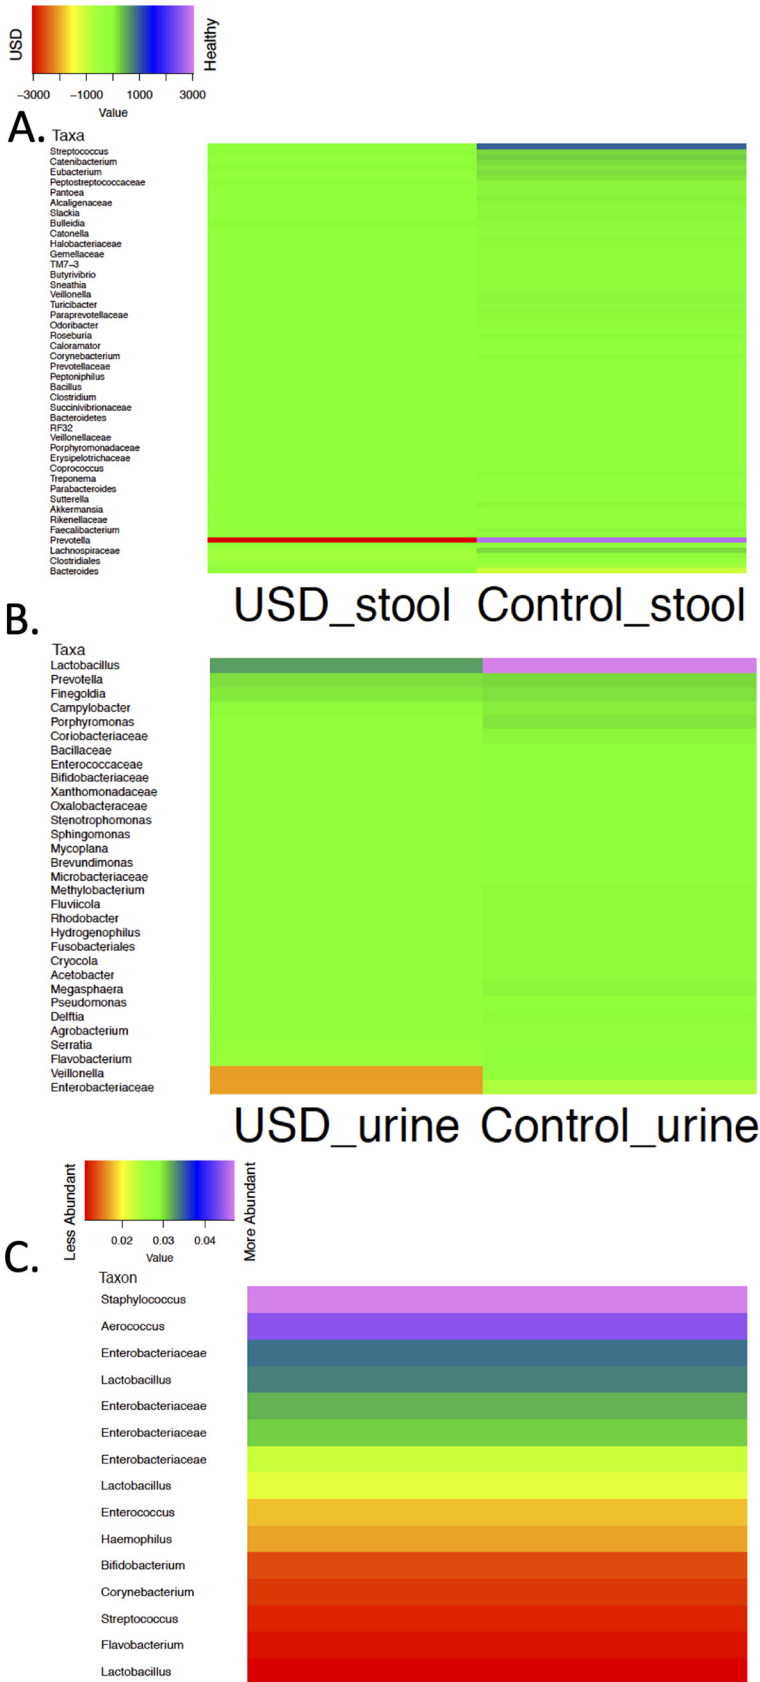 USD
Healthy
−3000 −1000 1000 3000
Value
A.
Taxa
Streptococcus
Catenibacterium
Eubacterium
Peptostreptococcaceae
Pantoea
Alcaligenaceae
Slackia
Bulleidia
Catonella
Halobacteriaceae
Gemellaceae
TM7−3
Butyrivibrio
Sneathia
Veillonella
Turicibacter
Paraprevotellaceae
Odoribacter
Roseburia
Caloramator
Corynebacterium
Prevotellaceae
Peptoniphilus
Bacillus
Clostridium
Succinivibrionaceae
Bacteroidetes
RF32
Veillonellaceae
Porphyromonadaceae
Erysipelotrichaceae
Coprococcus
Treponema
Parabacteroides
Sutterella
Akkermansia
Rikenellaceae
Faecalibacterium
Prevotella
Lachnospiraceae
Clostridiales
Bacteroides
USD_stool Control_stool
B.
Taxa
Lactobacillus
Prevotella
Finegoldia
Campylobacter
Porphyromonas
Coriobacteriaceae
Bacillaceae
Enterococcaceae
Bifidobacteriaceae
Xanthomonadaceae
Oxalobacteraceae
Stenotrophomonas
Sphingomonas
Mycoplana
Brevundimonas
Microbacteriaceae
Methylobacterium
Fluviicola
Rhodobacter
Hydrogenophilus
Fusobacteriales
Cryocola
Acetobacter
Megasphaera
Pseudomonas
Delftia
Agrobacterium
Serratia
Flavobacterium
Veillonella
Enterobacteriaceae
USD_urine Control_urine
Less Abundant
More Abundant
0.02 0.03 0.04
Value
C.
Taxon
Staphylococcus
Aerococcus
Enterobacteriaceae
Lactobacillus
Enterobacteriaceae
Enterobacteriaceae
Enterobacteriaceae
Lactobacillus
Enterococcus
Haemophilus
Bifidobacterium
Corynebacterium
Streptococcus
Flavobacterium
Lactobacillus